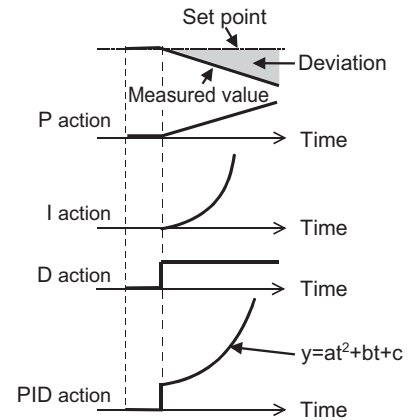 Set point
Deviation
Measured value
P action
Time
I action
Time
D action
Time
y=at²+bt+c
PID action
Time